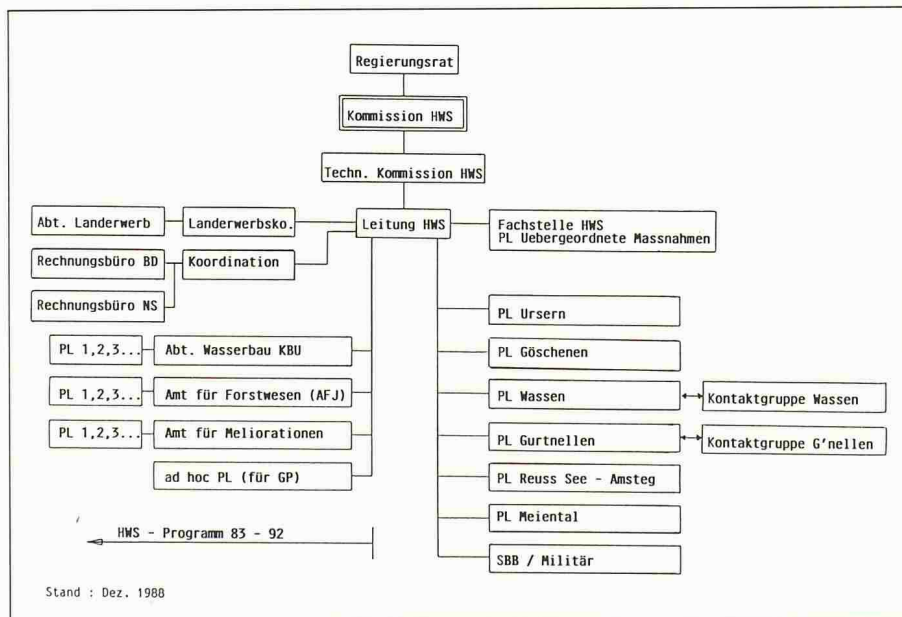 Regierungsrat
Kommission HWS
Techn. Kommission HWS
Abt. Landerwerb
Landerwerbsko.
Leitung HWS
Fachstelle HWS
PL Uebergeordnete Massnahmen
Rechnungsbüro BD
Koordination
Rechnungsbüro NS
PL Ursern
PL 1,2,3...
Abt. Wasserbau KBU
PL Göschenen
PL 1,2,3...
Amt für Forstwesen (AFJ)
PL Wassen
Kontaktgruppe Wassen
PL 1,2,3...
Amt für Meliorationen
PL Gurtnellen
Kontaktgruppe G'nellen
ad hoc PL (für GP)
PL Reuss See - Amsteg
HWS - Programm 83 - 92
PL Meiental
SBB / Militär
Stand : Dez. 1988